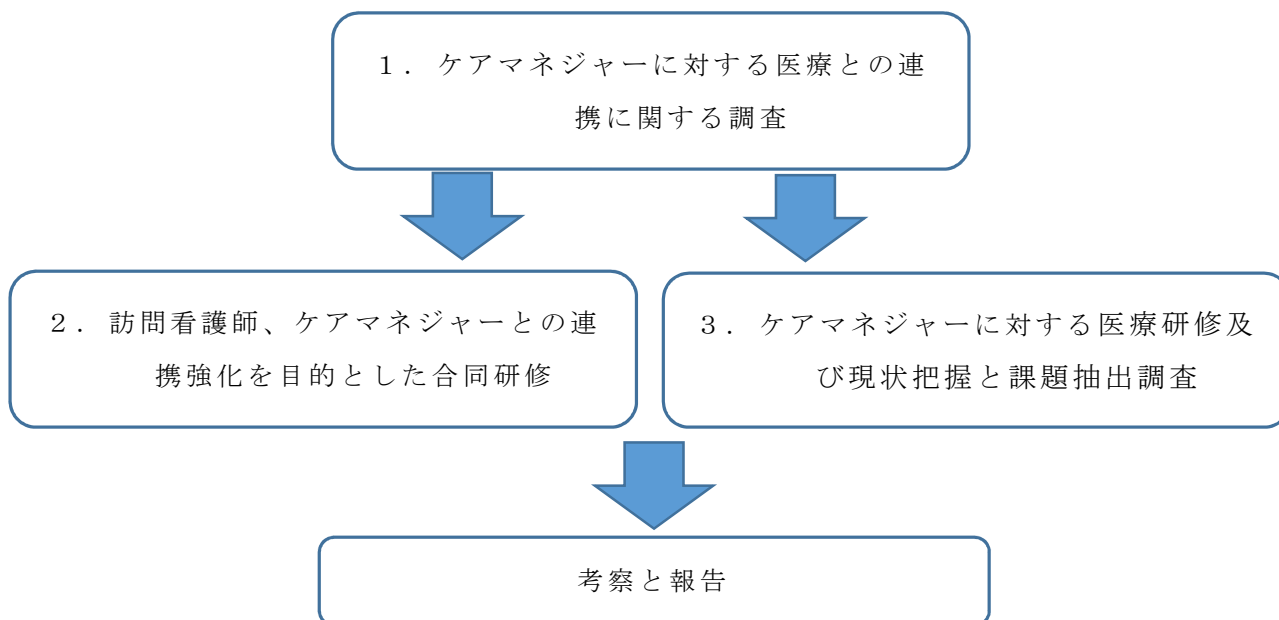 １．ケアマネジャーに対する医療との連
携に関する調査
２．訪問看護師、ケアマネジャーとの連
携強化を目的とした合同研修
３．ケアマネジャーに対する医療研修及
び現状把握と課題抽出調査
考察と報告